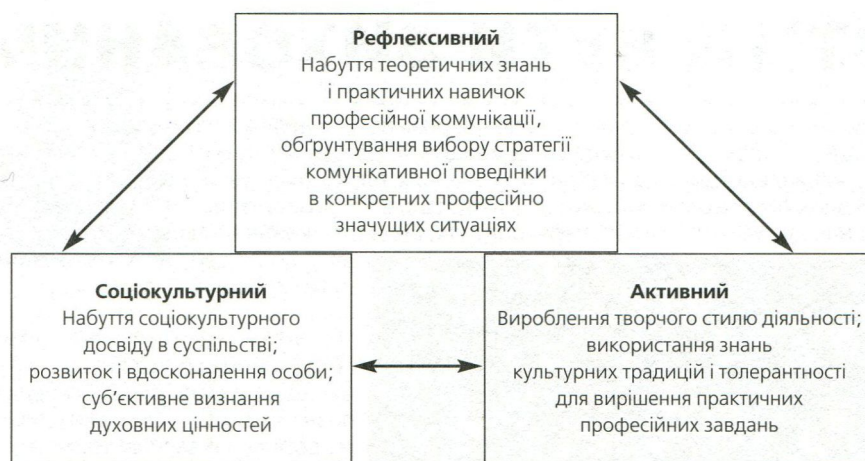 Рефлексивний
Набуття теоретичних знань
і практичних навичок
професійної комунікації,
обґрунтування вибору стратегії
комунікативної поведінки
в конкретних професійно
значущих ситуаціях
Соціокультурний
Набуття соціокультурного
досвіду в суспільстві;
розвиток і вдосконалення особи;
суб’єктивне визнання
духовних цінностей
Активний
Вироблення творчого стилю діяльності;
використання знань
культурних традицій і толерантності
для вирішення практичних
професійних завдань